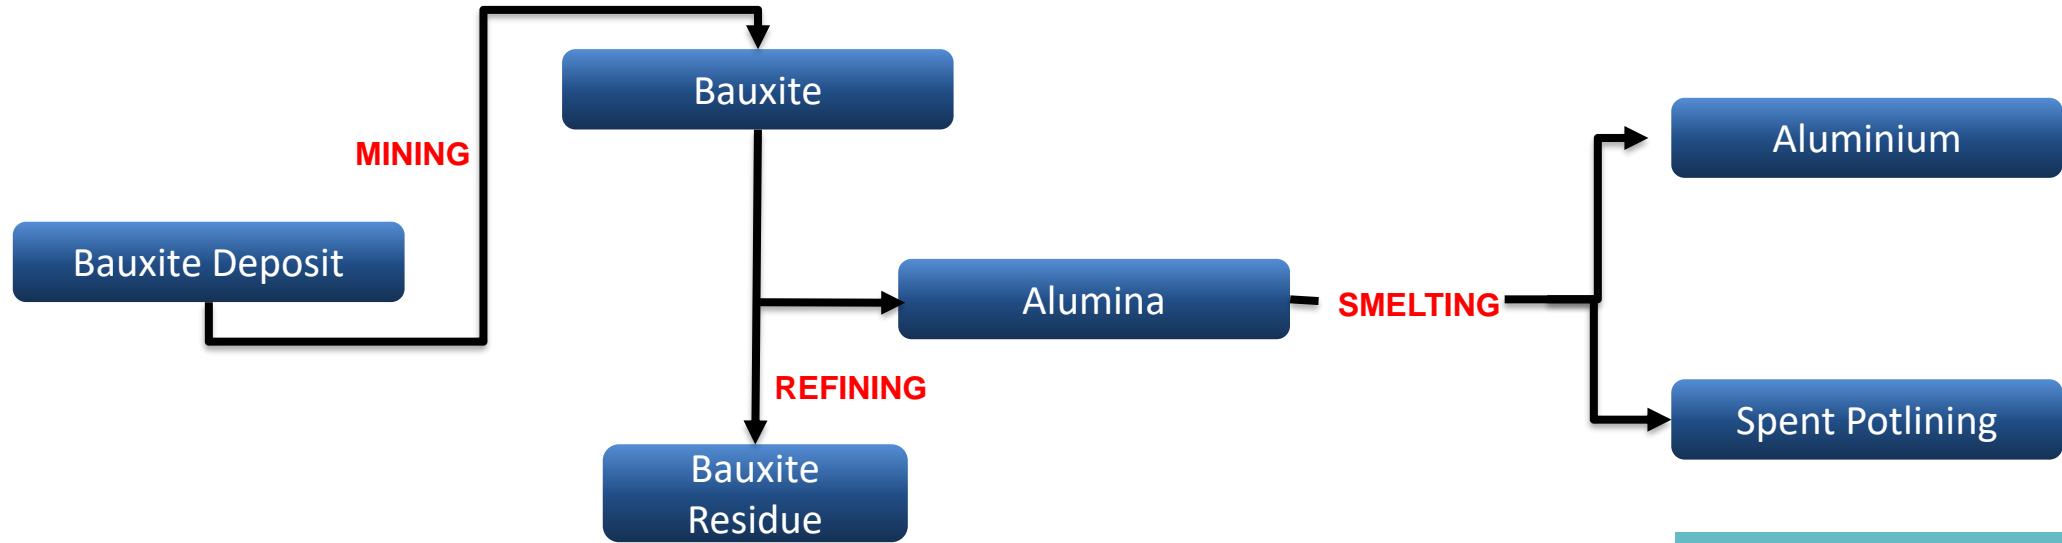 Bauxite
MINING
Aluminium
Bauxite Deposit
Alumina
SMELTING
REFINING
Spent Potlining
Bauxite
Residue